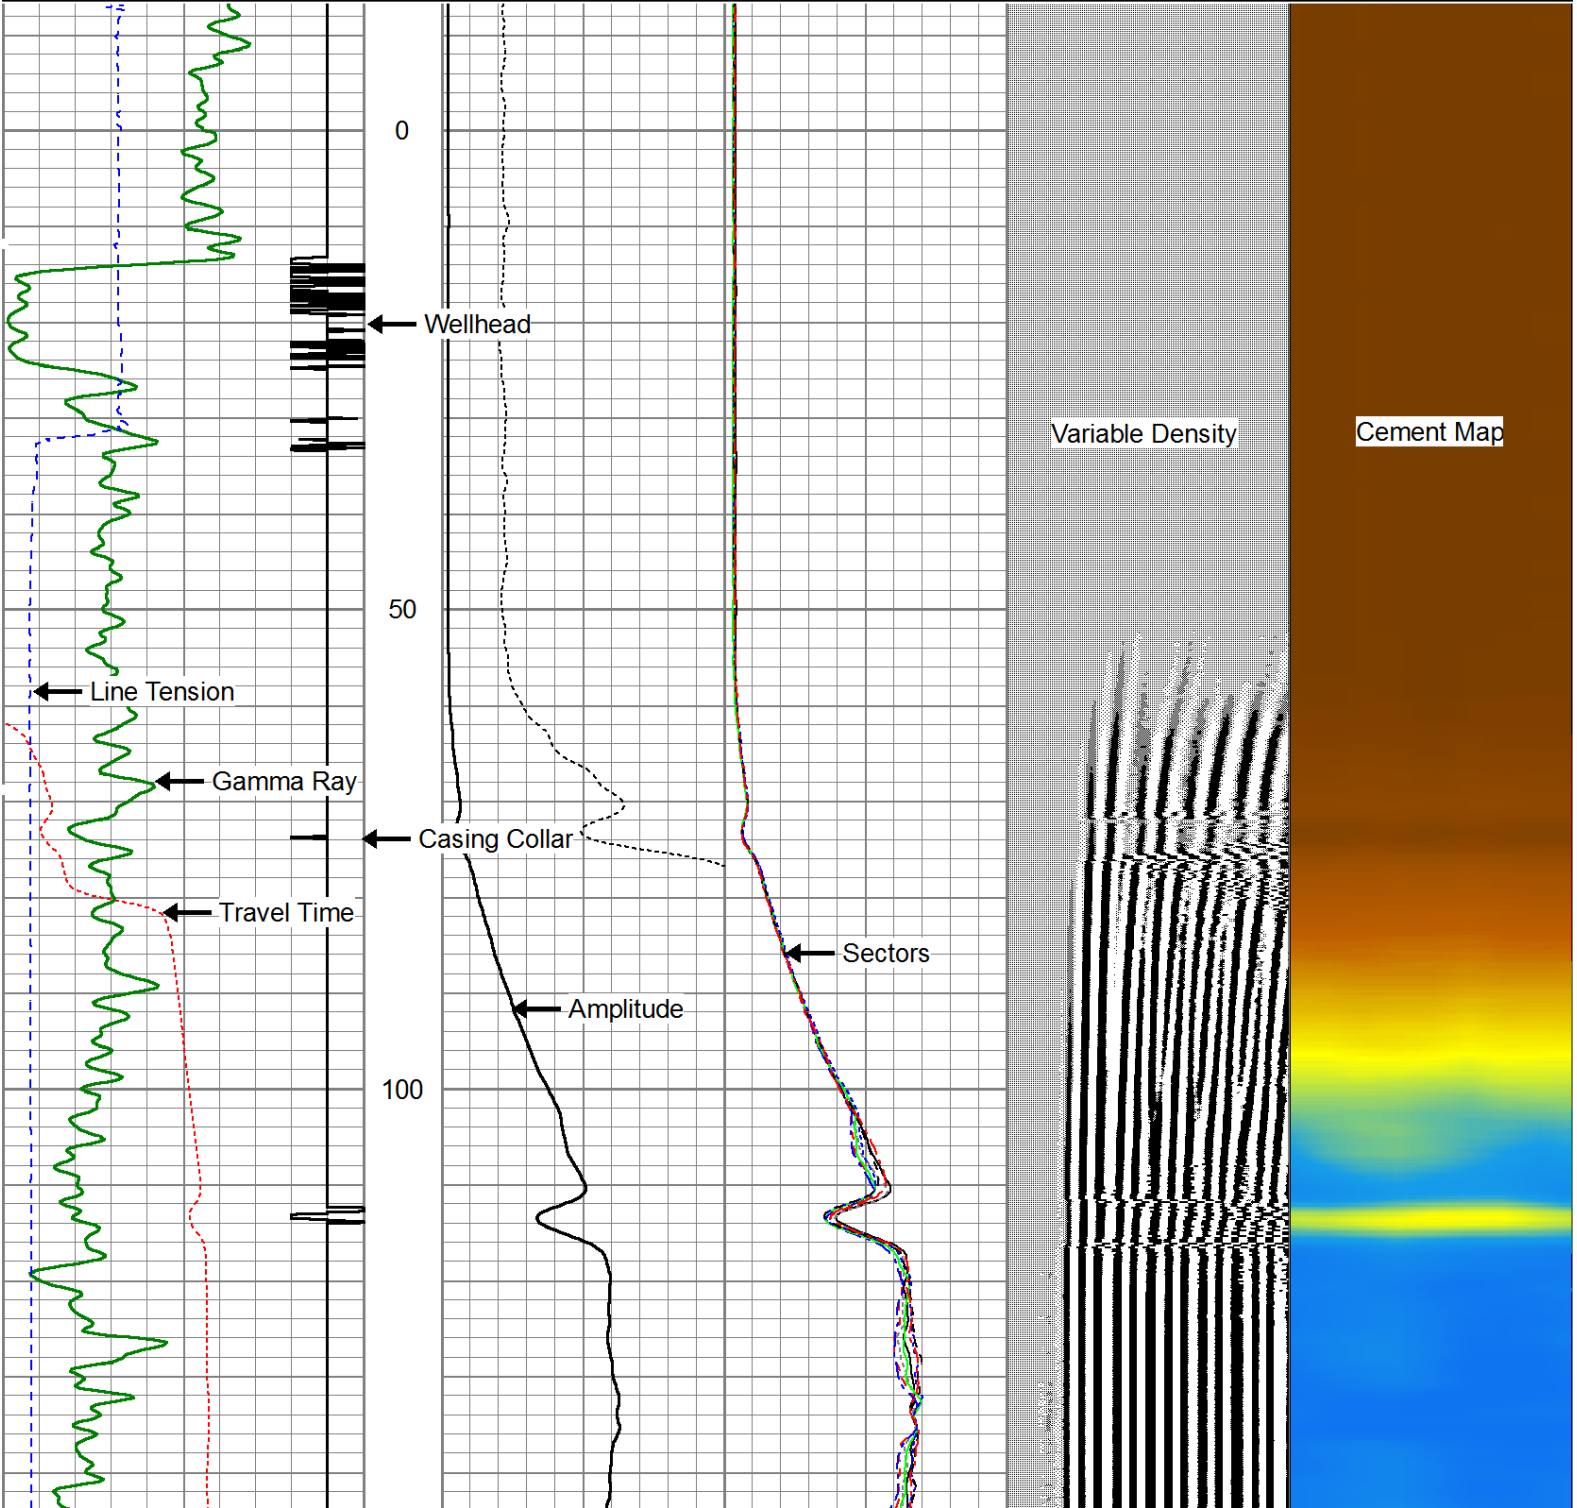 0
Wellhead
Variable Density
Cement Map
50
Line Tension
Gamma Ray
Casing Collar
Travel Time
Sectors
Amplitude
100